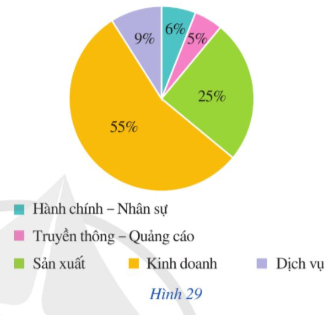 9%
6%
5%
25%
55%
Hành chính – Nhân sự
Truyền thông – Quảng cáo
Sản xuất
Kinh doanh
Dịch vụ
Hình 29